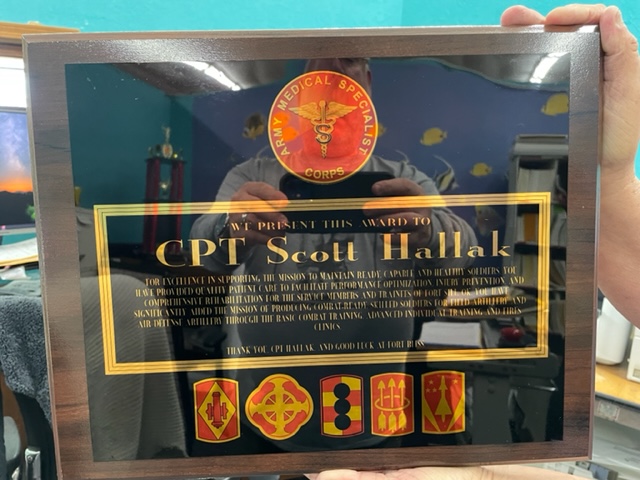 ARMY MEDICAL SPECIALIST
CORPS
WE PRESENT THIS AWARD TO
CPT Scott Hallak
FOR EXCELLENCE IN SUPPORTING THE MISSION TO MAINTAIN READY, CAPABLE AND HEALTHY SOLDIERS. YOU
HAVE PROVIDED QUALITY PATIENT CARE TO FACILITATE PERFORMANCE OPTIMIZATION, INJURY PREVENTION, AND
COMPREHENSIVE REHABILITATION FOR THE SERVICE MEMBERS AND TRAINEES OF FORT SILL. YOU HAVE
SIGNIFICANTLY AIDED THE MISSION OF PRODUCING COMBAT-READY SKILLED SOLDIERS ARTILLERY AND
AIR DEFENSE ARTILLERY THROUGH THE BASIC COMBAT TRAINING, ADVANCED INDIVIDUAL TRAINING AND FIRES
CLINICS
THANK YOU, CPT HALLAK AND GOOD LUCK AT FORT BLISS